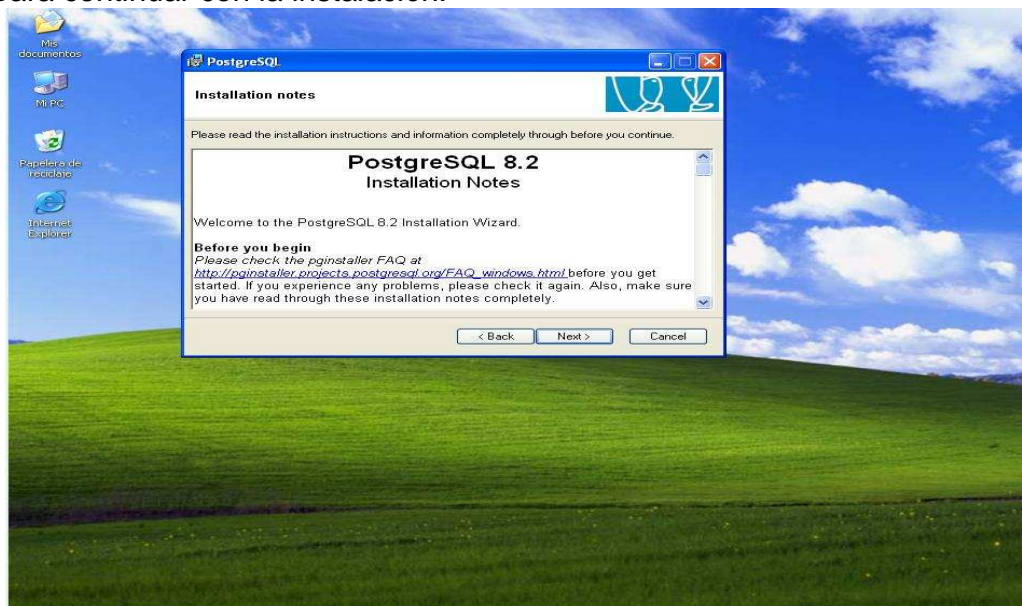 para continuar con la instalación.
Mis
documentos
Mi PC
Papelera de
reciclaje
Internet
Explorer
PostgreSQL
Installation notes
Please read the installation instructions and information completely through before you continue.
PostgreSQL 8.2
Installation Notes
Welcome to the PostgreSQL 8.2 Installation Wizard.
Before you begin
Please check the pginstaller FAQ at
http://pginstaller.projects.postgresql.org/FAQ_windows.html before you get
started. If you experience any problems, please check it again. Also, make sure
you have read through these installation notes completely.
< Back
Next >
Cancel